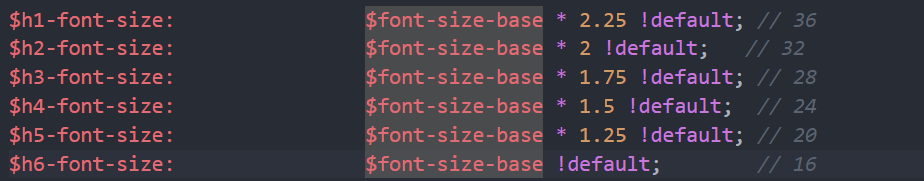 $h1-font-size:                $font-size-base * 2.25 !default; // 36
$h2-font-size:                $font-size-base * 2 !default;   // 32
$h3-font-size:                $font-size-base * 1.75 !default; // 28
$h4-font-size:                $font-size-base * 1.5 !default;  // 24
$h5-font-size:                $font-size-base * 1.25 !default; // 20
$h6-font-size:                $font-size-base !default;        // 16